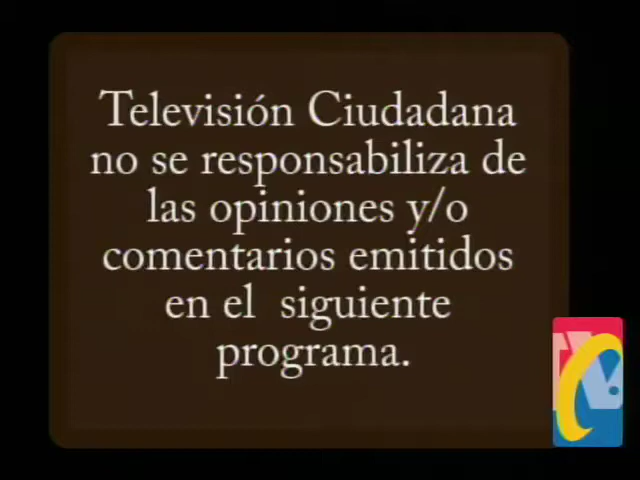 Televisión Ciudadana
no se responsabiliza de
las opiniones y/o
comentarios emitidos
en el siguiente
programa.